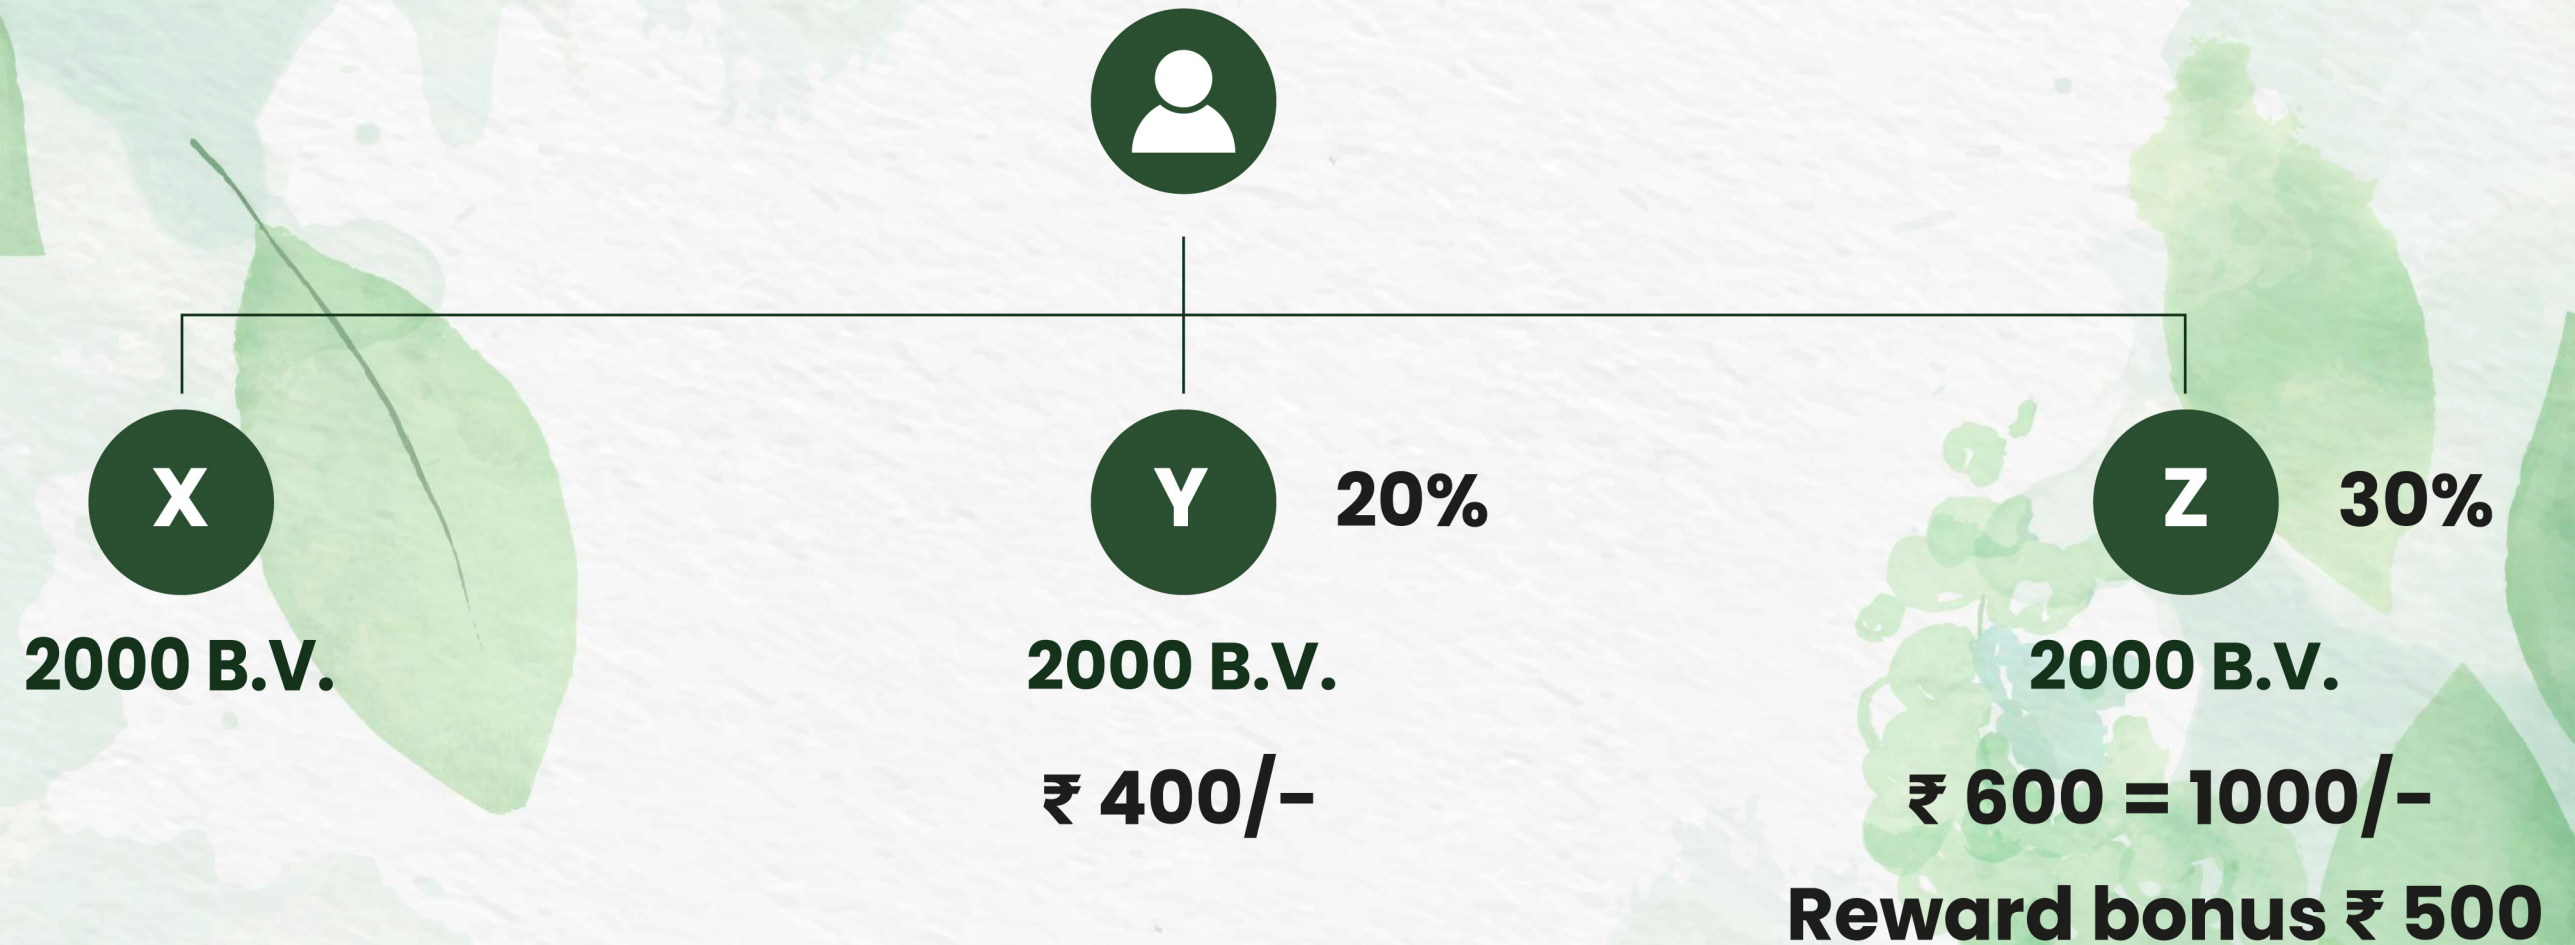 X
Y 20%
Z 30%
2000 B.V.
2000 B.V.
2000 B.V.
₹ 400/-
₹ 600 = 1000/-
Reward bonus ₹ 500